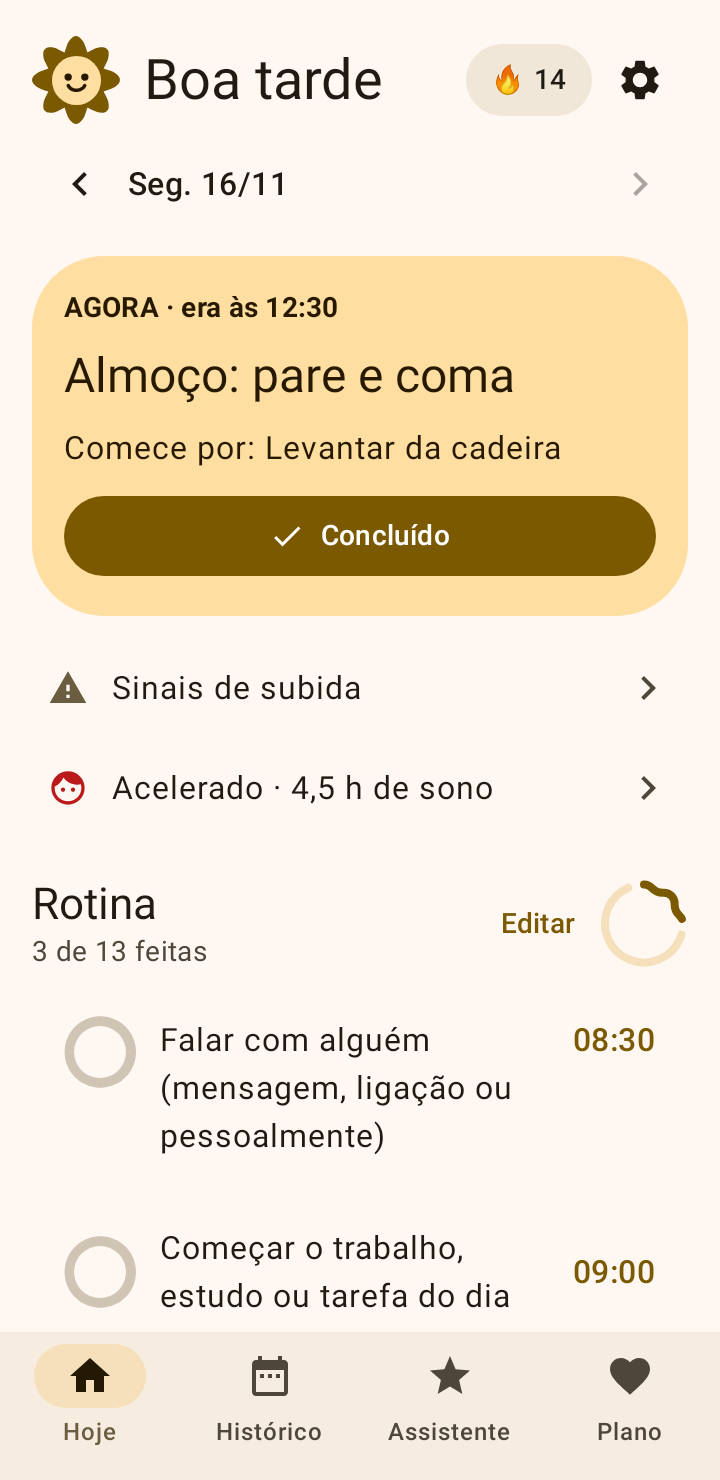 Boa tarde
🔥 14
Seg. 16/11
AGORA · era às 12:30
Almoço: pare e coma
Comece por: Levantar da cadeira
Concluído
Sinais de subida
Acelerado · 4,5 h de sono
Rotina
3 de 13 feitas
Editar
Falar com alguém
(mensagem, ligação ou
pessoalmente)
08:30
Começar o trabalho,
estudo ou tarefa do dia
09:00
Hoje
Histórico
Assistente
Plano